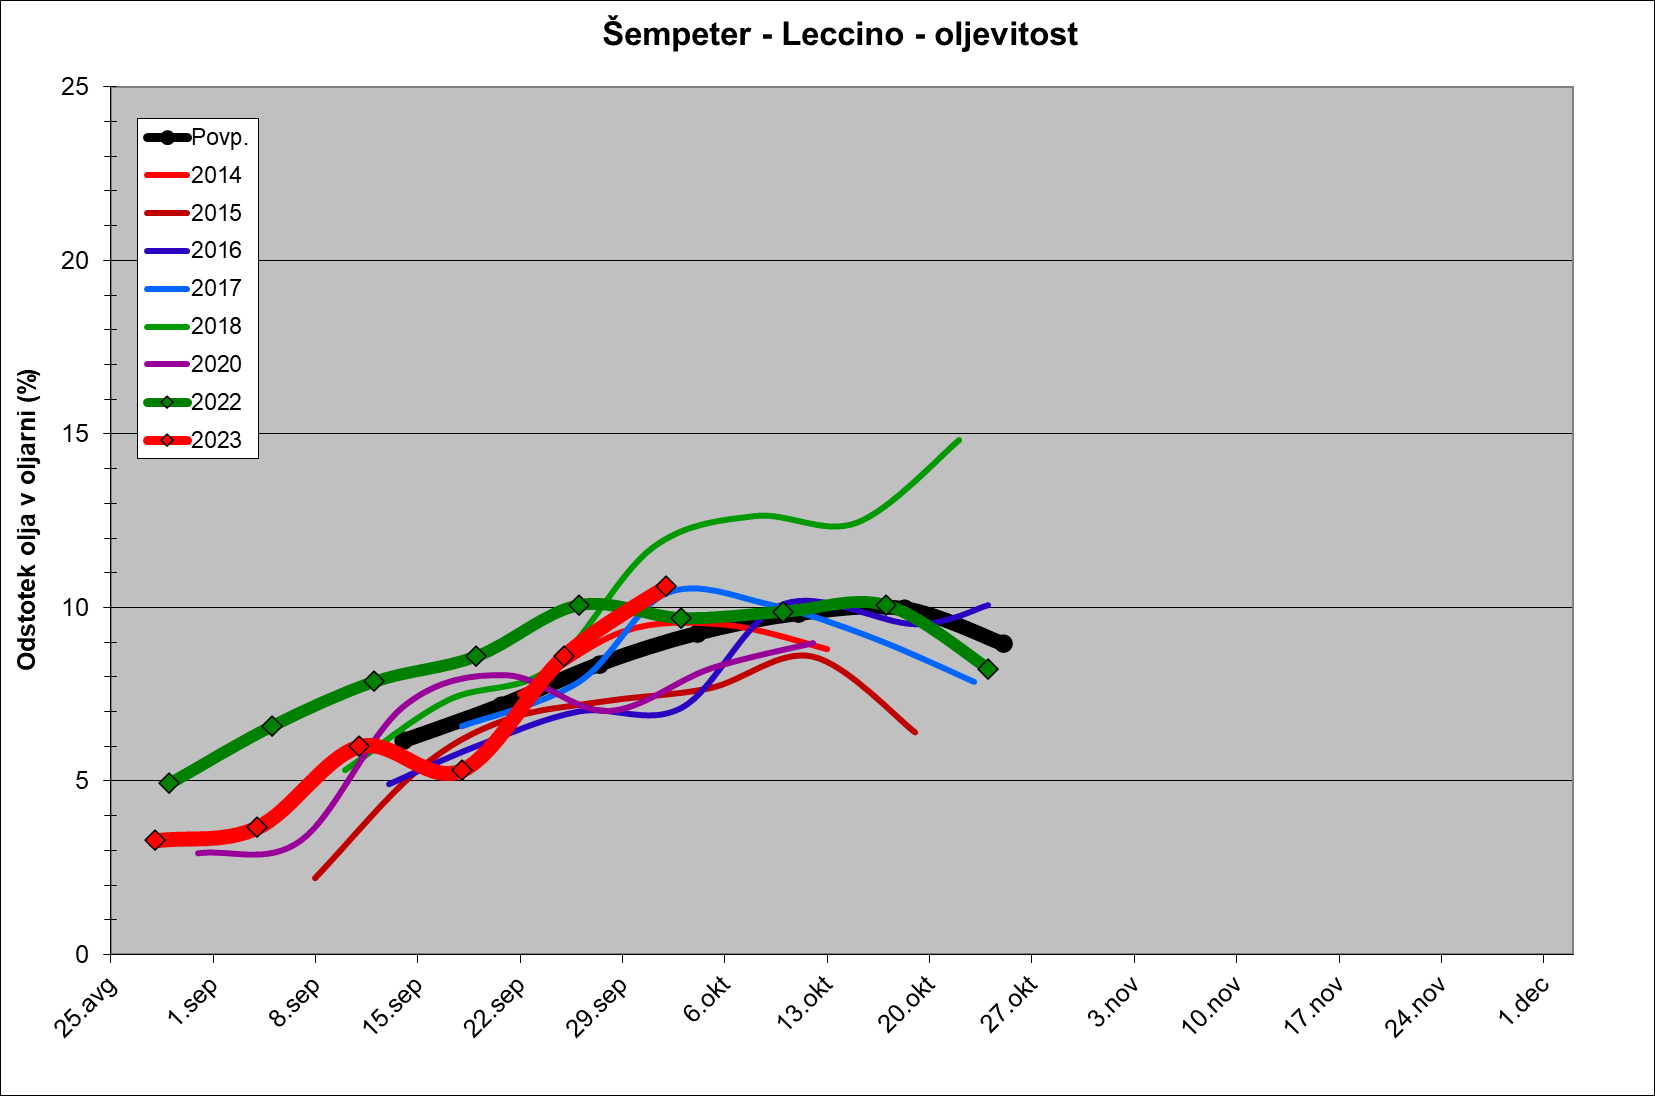 Šempeter - Leccino - oljevitost
Odstotek olja v oljarni (%)
25
20
15
10
5
0
Povp.
2014
2015
2016
2017
2018
2020
2022
2023
25.avg
1.sep
8.sep
15.sep
22.sep
29.sep
6.okt
13.okt
20.okt
27.okt
3.nov
10.nov
17.nov
24.nov
1.dec